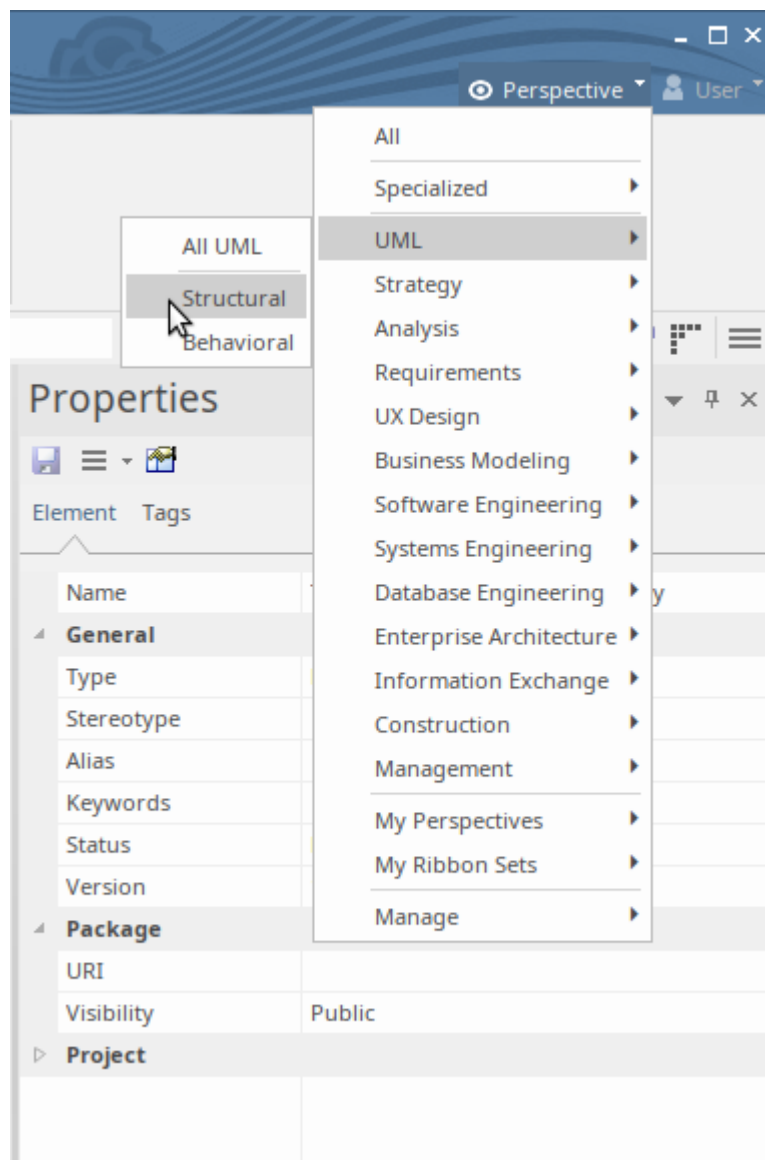 Perspective User
All
Specialized
UML
All UML
Strategy
Structural
Analysis
Behavioral
Requirements
Properties
UX Design
Business Modeling
Software Engineering
Element Tags
Systems Engineering
Name
Database Engineering
y
General
Enterprise Architecture
Type
Information Exchange
Stereotype
Construction
Alias
Management
Keywords
My Perspectives
Status
My Ribbon Sets
Version
Manage
Package
URI
Visibility Public
Project